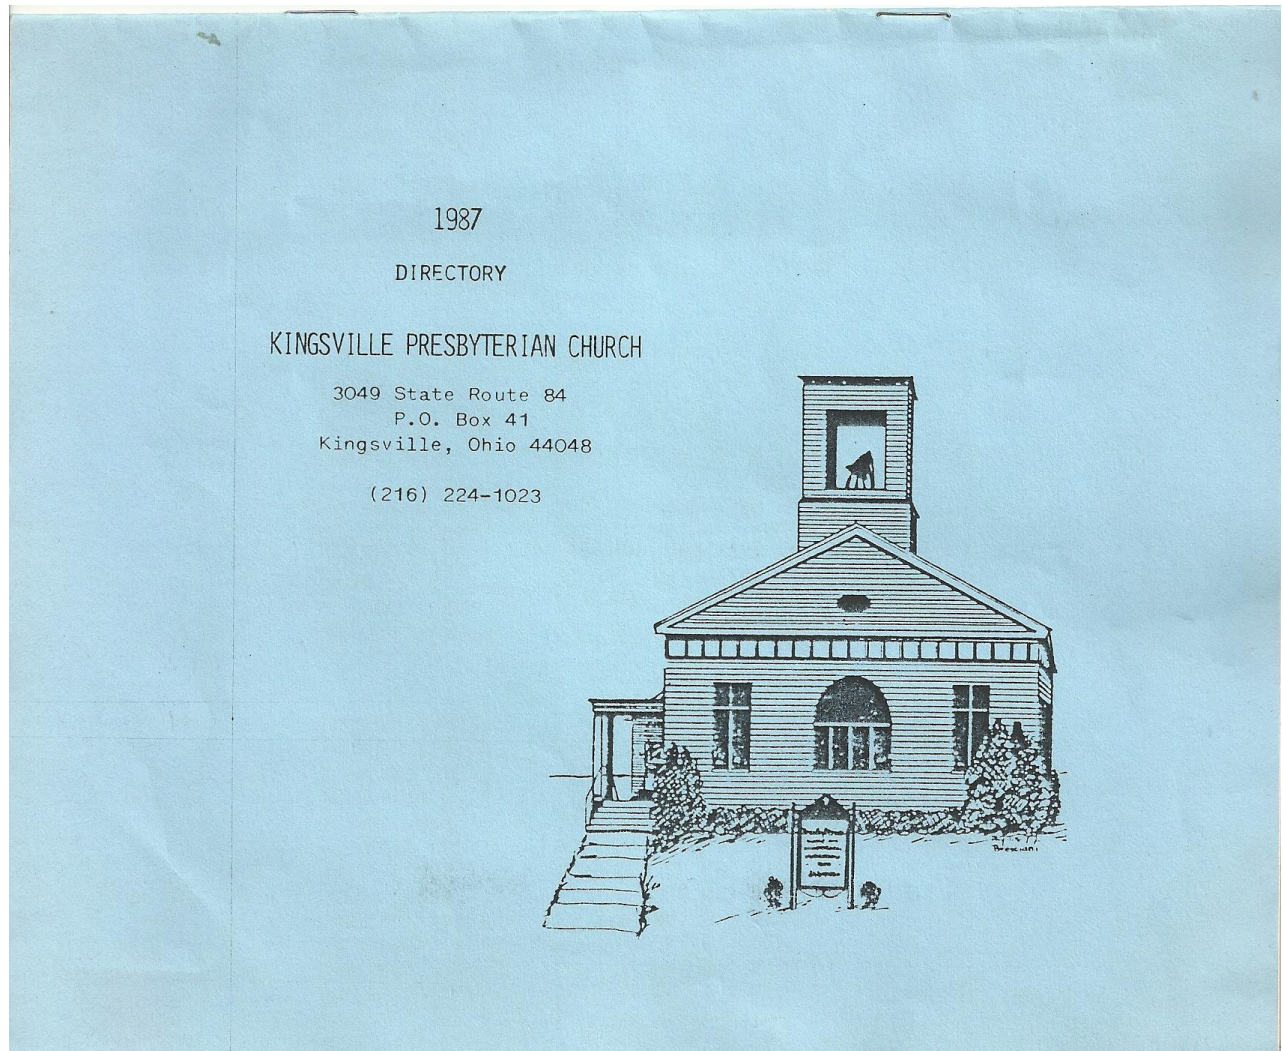 1987
DIRECTORY
KINGSVILLE PRESBYTERIAN CHURCH
3049 State Route 84
P.O. Box 41
Kingsville, Ohio 44048
(216) 224-1023